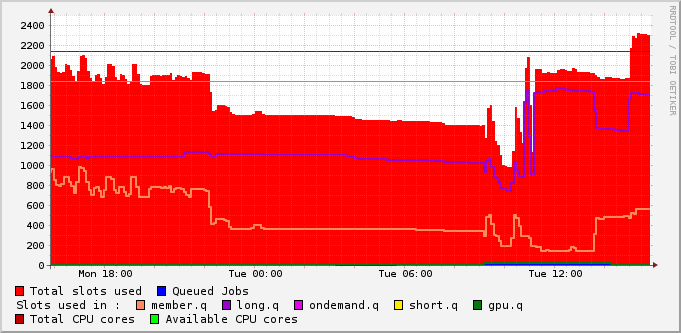 RRDTOOL / TOBI OETIKER
2400
2200
2000
1800
1600
1400
1200
1000
800
600
400
200
0
Mon 18:00 Tue 00:00 Tue 06:00 Tue 12:00
Total slots used Queued Jobs
Slots used in : member.q long.q ondemand.q short.q gpu.q
Total CPU cores Available CPU cores